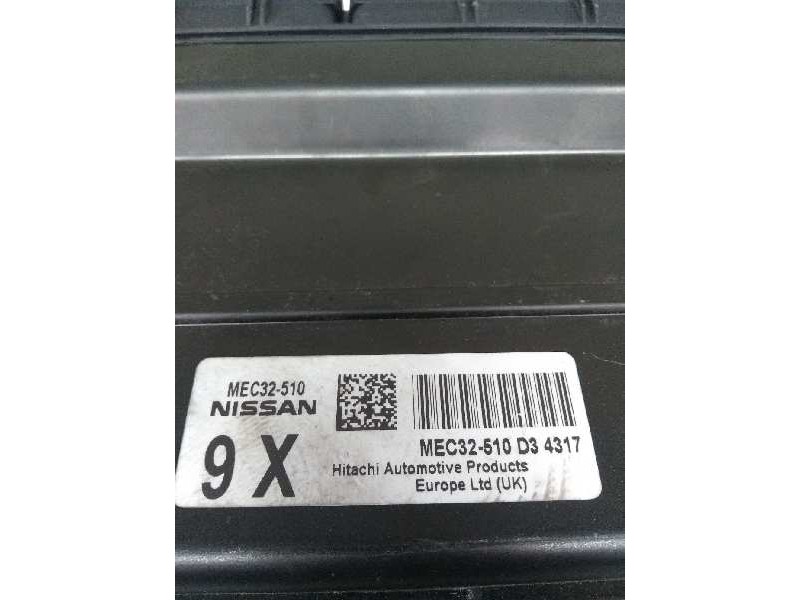 MEC32-510
NISSAN
9 X
MEC32-510 D3 4317
Hitachi Automotive Products
Europe Ltd (UK)